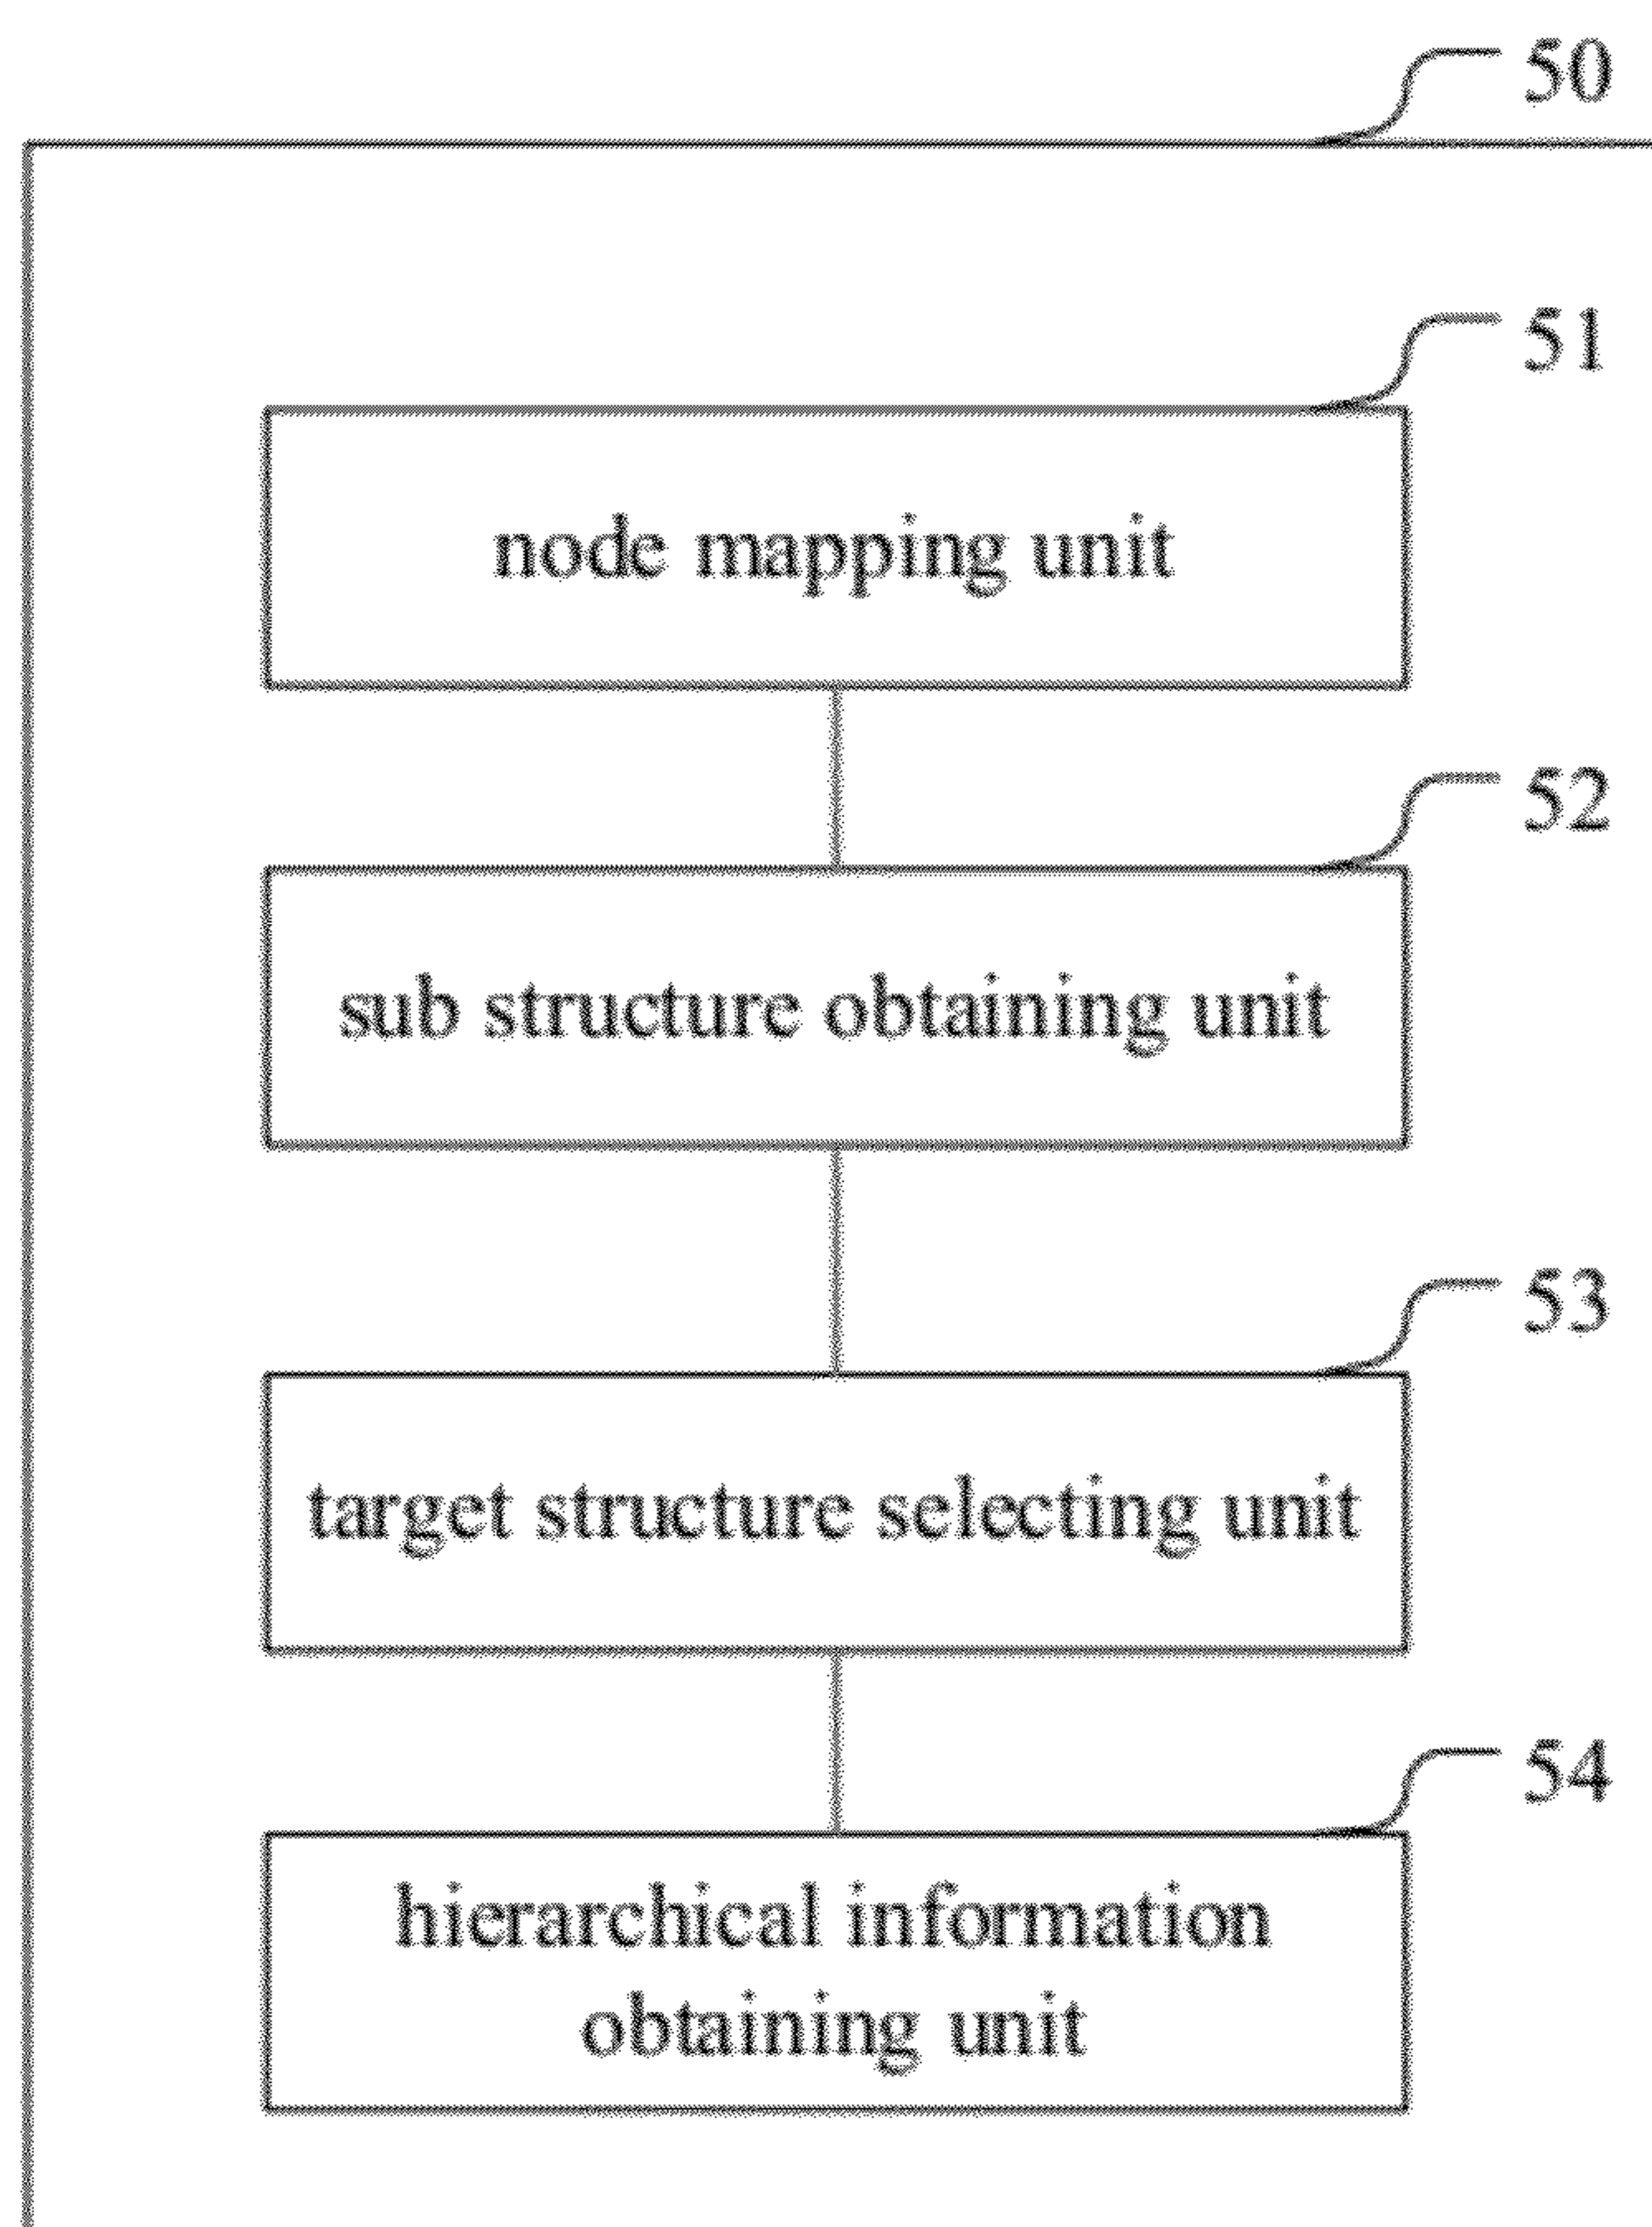 50
51
node mapping unit
52
sub structure obtaining unit
53
target structure selecting unit
54
hierarchical information
obtaining unit